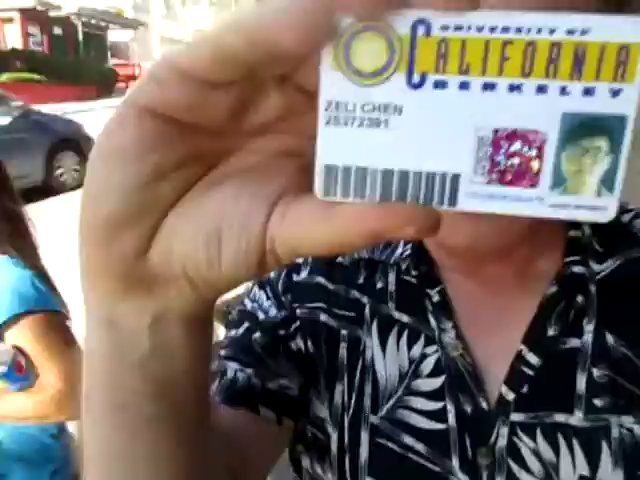 UNIVERSITY OF
CALIFORNIA
BERKELEY
ZELI CHEN
25372391